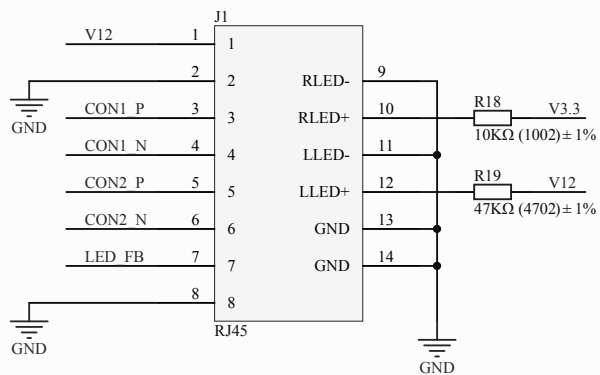 J1
V12 1 1
2 2
GND
CON1_P 3 3
CON1_N 4 4
CON2_P 5 5
CON2_N 6 6
LED_FB 7 7
8 8
GND
RJ45
RLED- 9
RLED+ 10 R18 V3.3
10KΩ (1002) ± 1%
LLED- 11
LLED+ 12 R19 V12
47KΩ (4702) ± 1%
GND 13
GND 14
GND